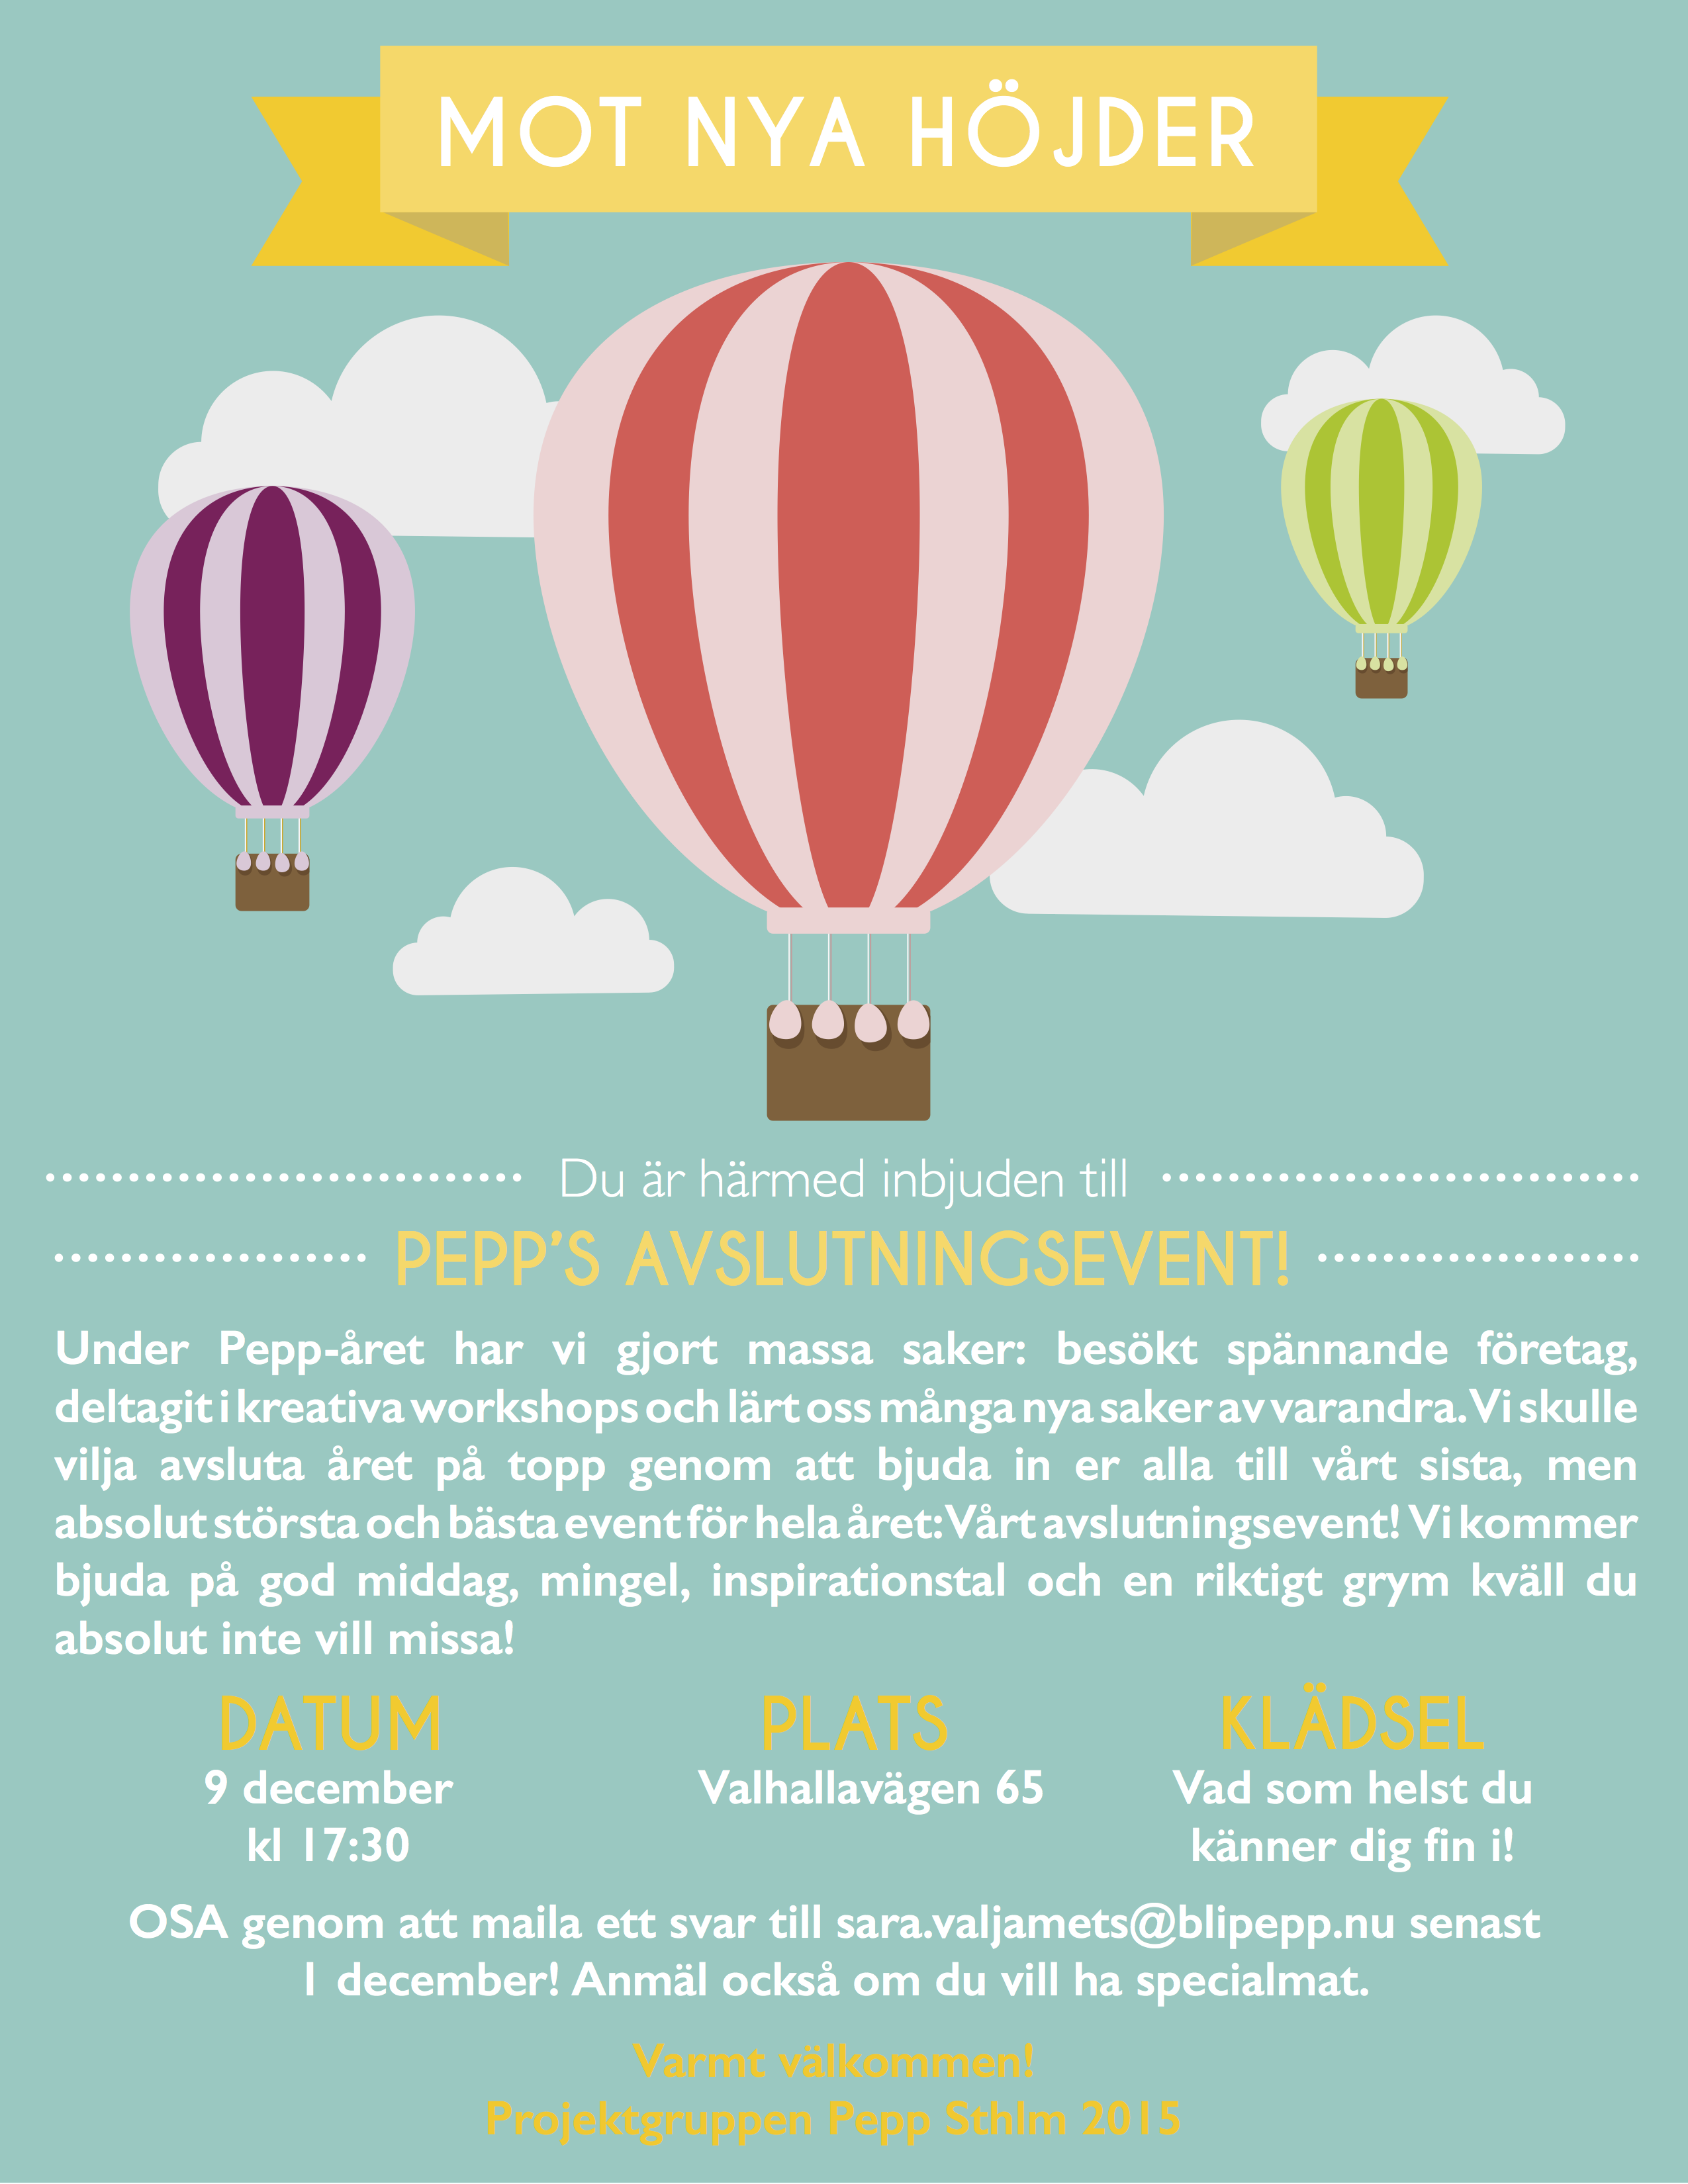 MOT NYA HÖJDER
Du är härmed inbjuden till
PEPP'S AVSLUTNINGSEVENT!
Under Pepp-året har vi gjort massa saker: besökt spännande företag,
deltagit i kreativa workshops och lärt oss många nya saker av varandra. Vi skulle
vilja avsluta året på topp genom att bjuda in er alla till vårt sista, men
absolut största och bästa event för hela året: Vårt avslutningsevent! Vi kommer
bjuda på god middag, mingel, inspirationstal och en riktigt grym kväll du
absolut inte vill missa!
DATUM
9 december
kl 17:30
PLATS
Valhallavägen 65
KLÄDSEL
Vad som helst du
känner dig fin i!
OSA genom att maila ett svar till sara.valjamets@blipepp.nu senast
1 december! Anmäl också om du vill ha specialmat.
Varmt välkommen!
Projektgruppen Pepp Sthlm 2015